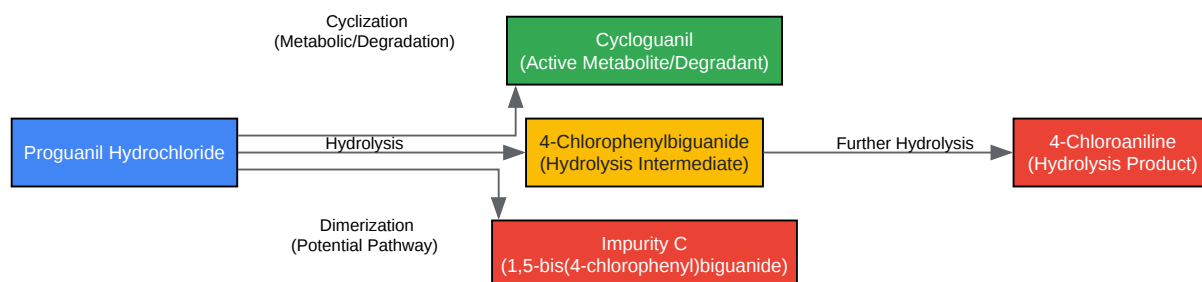 Cyclization
(Metabolic/Degradation)
Cycloguanil
(Active Metabolite/Degradant)
Proguanil Hydrochloride
Hydrolysis
4-Chlorophenylbiguanide
(Hydrolysis Intermediate)
Further Hydrolysis
4-Chloroaniline
(Hydrolysis Product)
Dimerization
(Potential Pathway)
Impurity C
(1,5-bis(4-chlorophenyl)biguanide)